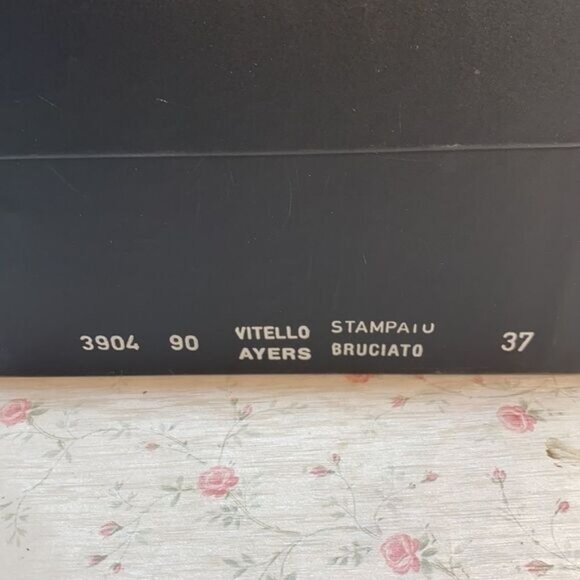 3904 90 VITELLO STAMPATO 37
AYERS BRUCIATO